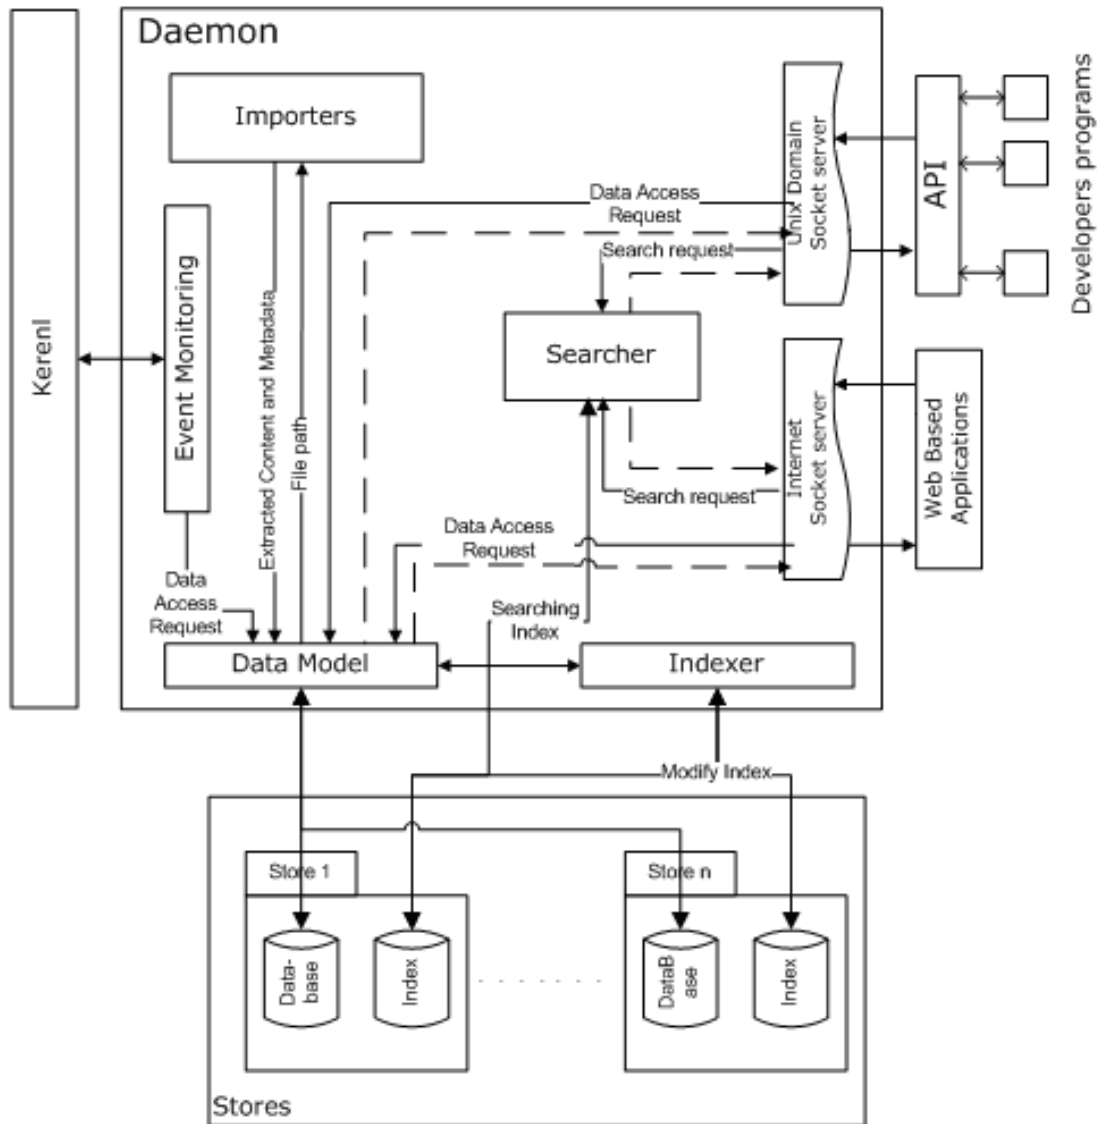 Daemon
Importers
Kerenl
Event Monitoring
Extracted Content and Metadata
File path
Data Access
Request
Unix Domain
Socket server
API
Developers programs
Search request
Searcher
Internet
Socket server
Web Based
Applications
Search request
Data Access
Request
Data
Access
Request
Searching
Index
Data Model
Indexer
Modify Index
Store 1
Store n
Data-
base
Index
DataB
ase
Index
Stores